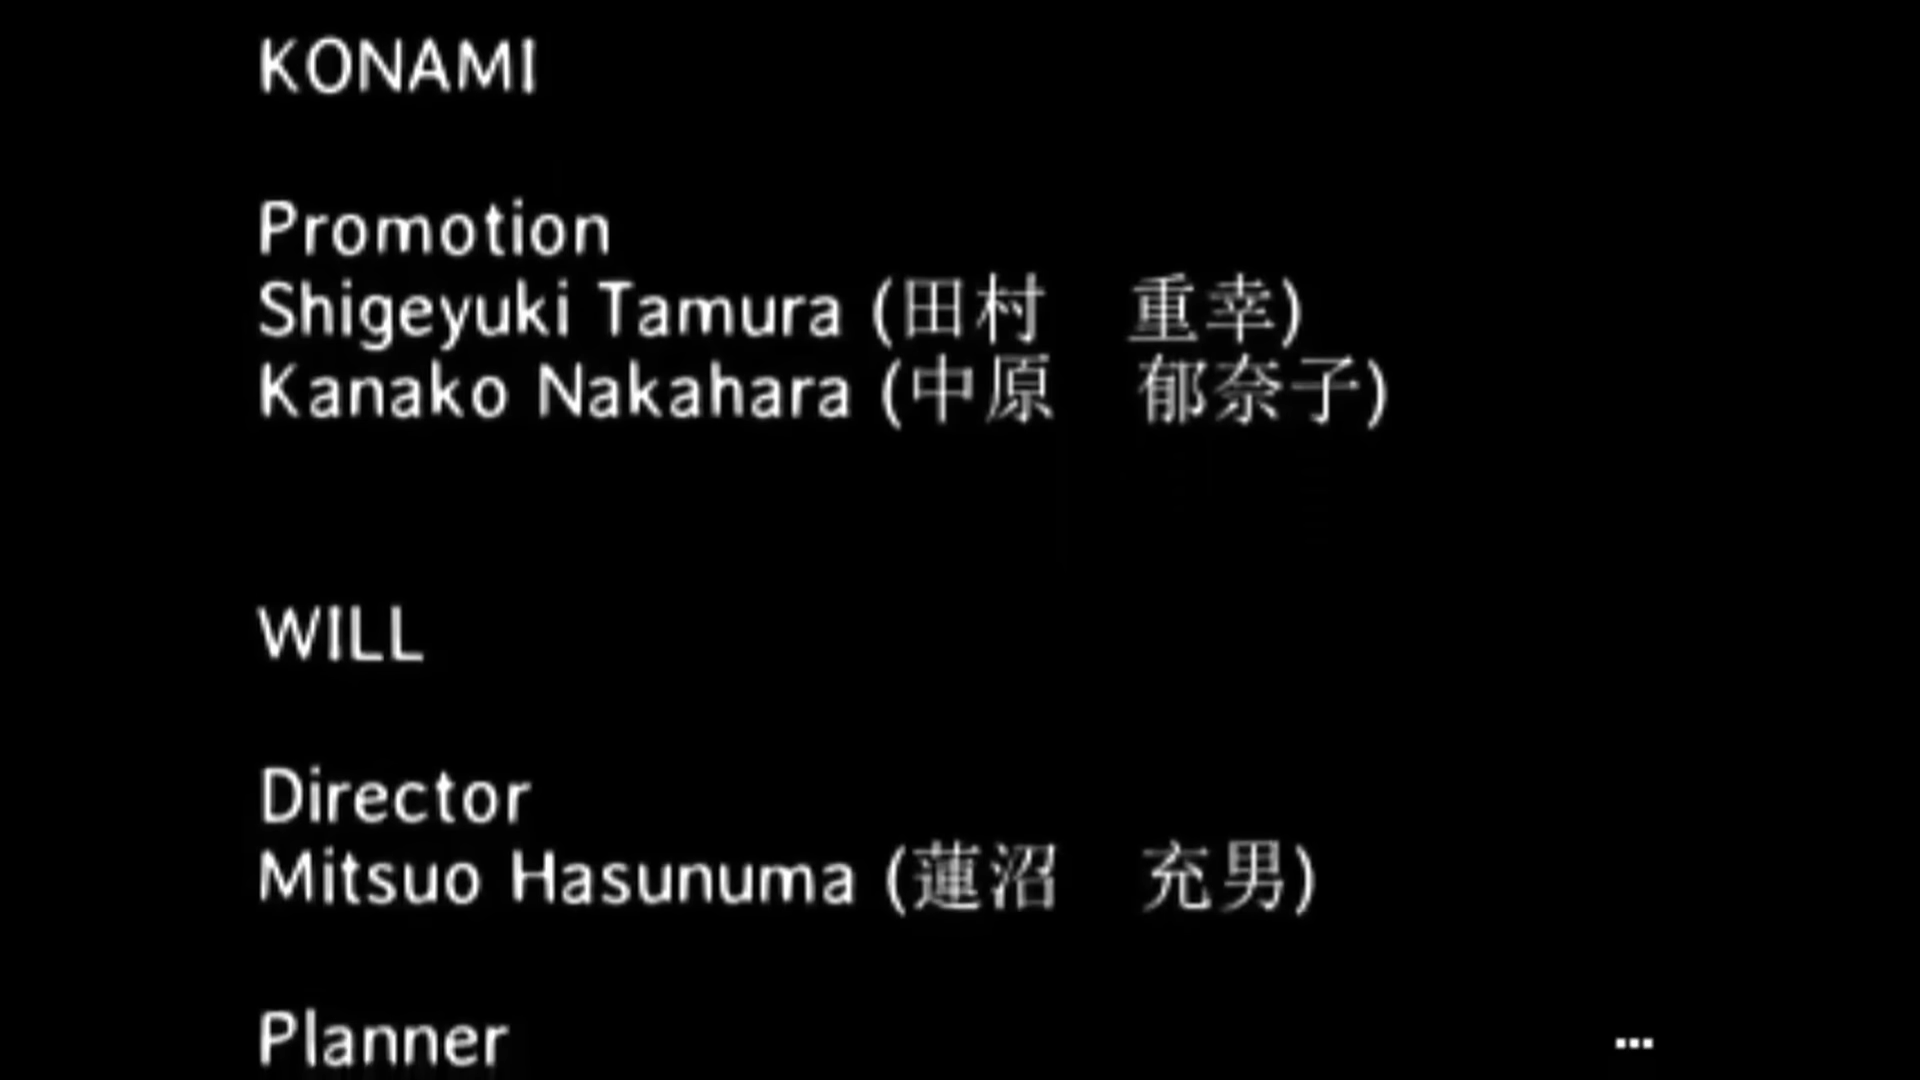 KONAMI
Promotion
Shigeyuki Tamura (田村　重幸)
Kanako Nakahara (中原　郁奈子)
WILL
Director
Mitsuo Hasunuma (蓮沼　充男)
Planner
...